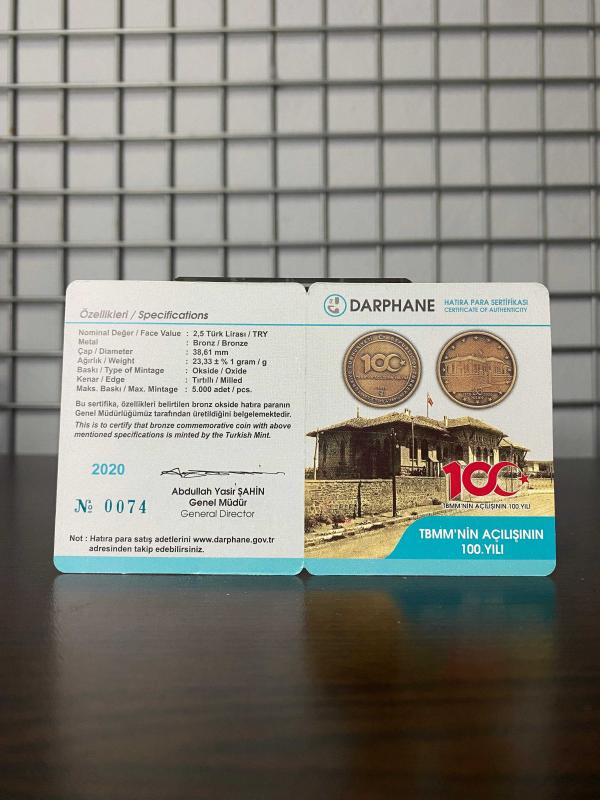 Özellikleri / Specifications
Nominal Değer / Face Value : 2,5 Türk Lirası / TRY
Metal : Bronz / Bronze
Çap / Diameter : 38,61 mm
Ağırlık / Weight : 23,33 ± % 1 gram / g
Baskı / Type of Mintage : Okside / Oxide
Kenar / Edge : Tırtıllı / Milled
Maks. Baskı / Max. Mintage : 5.000 adet / pcs.
Bu sertifika, özellikleri belirtilen bronz okside hatıra paranın
Genel Müdürlüğümüz tarafından üretildiğini belgelemektedir.
This is to certify that bronze commemorative coin with above
mentioned specifications is minted by the Turkish Mint.
2020
№ 0074
Abdullah Yasir ŞAHİN
Genel Müdür
General Director
Not : Hatıra para satış adetlerini www.darphane.gov.tr
adresinden takip edebilirsiniz.
DARPHANE
HATIRA PARA SERTİFİKASI
CERTIFICATE OF AUTHENTICITY
100
100
TBMM'NİN AÇILIŞININ 100.YILI
TBMM'NİN AÇILIŞININ
100.YILI